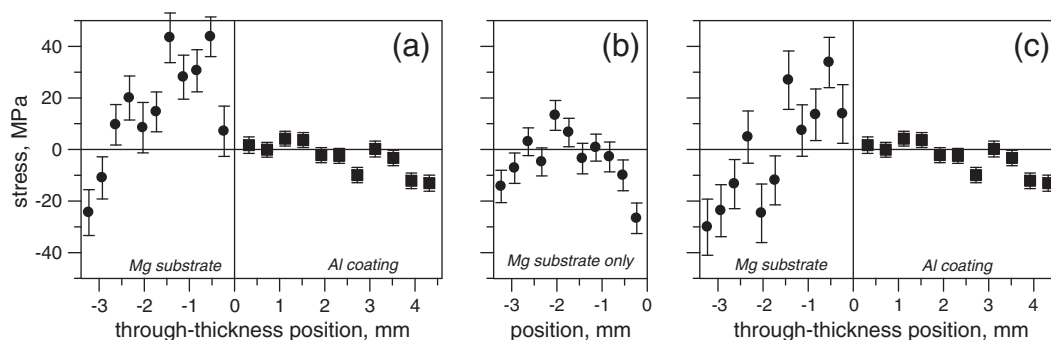 (a) (b) (c)
40
20
0
-20
-40
stress, MPa
Mg substrate Al coating Mg substrate only Mg substrate Al coating
-3 -2 -1 0 1 2 3 4 -3 -2 -1 0 -3 -2 -1 0 1 2 3 4
through-thickness position, mm position, mm through-thickness position, mm